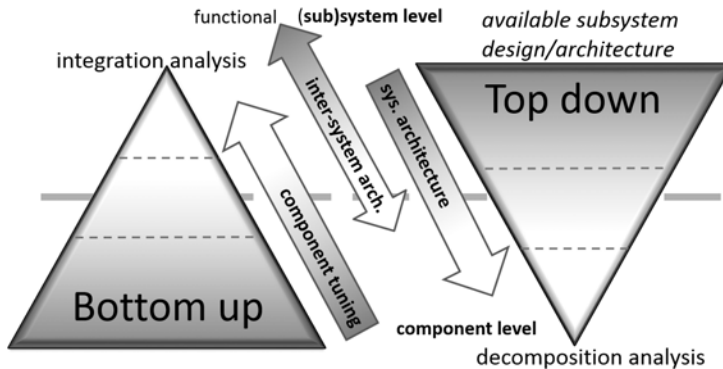 functional (sub)system level
available subsystem
design/architecture
integration analysis
Top down
inter-system arch.
sys. architecture
component tuning
Bottom up
component level
decomposition analysis